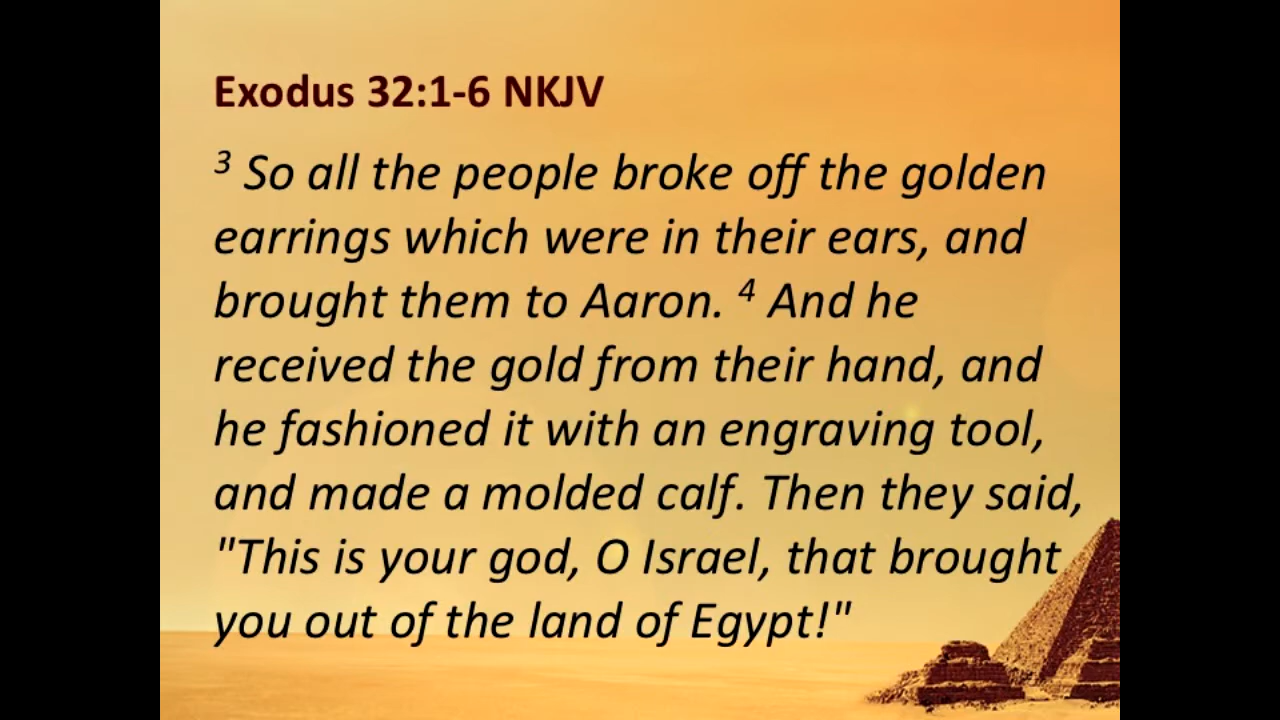 Exodus 32:1-6 NKJV
3 So all the people broke off the golden
earrings which were in their ears, and
brought them to Aaron. 4 And he
received the gold from their hand, and
he fashioned it with an engraving tool,
and made a molded calf. Then they said,
"This is your god, O Israel, that brought
you out of the land of Egypt!"